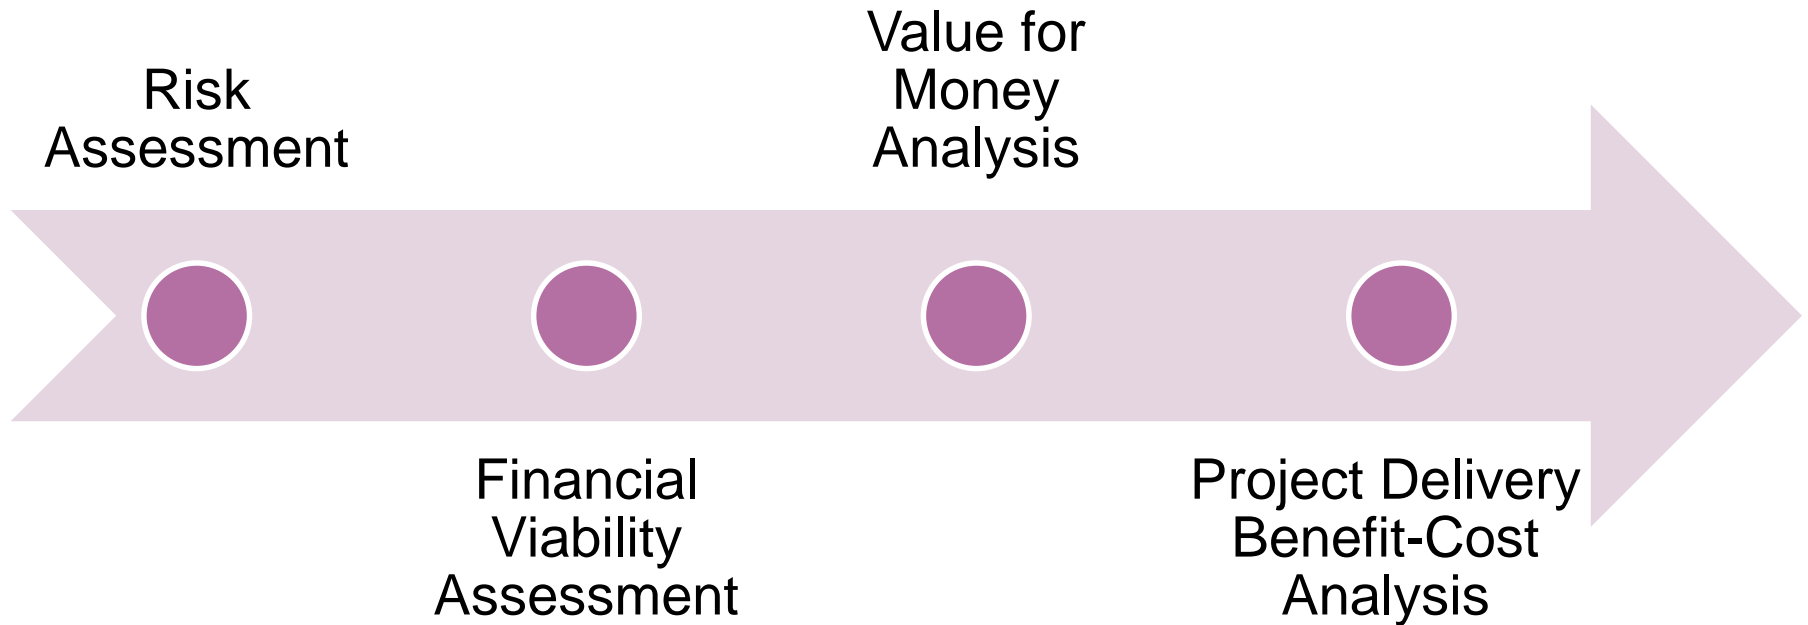 Risk
Assessment
Financial
Viability
Assessment
Value for
Money
Analysis
Project Delivery
Benefit-Cost
Analysis